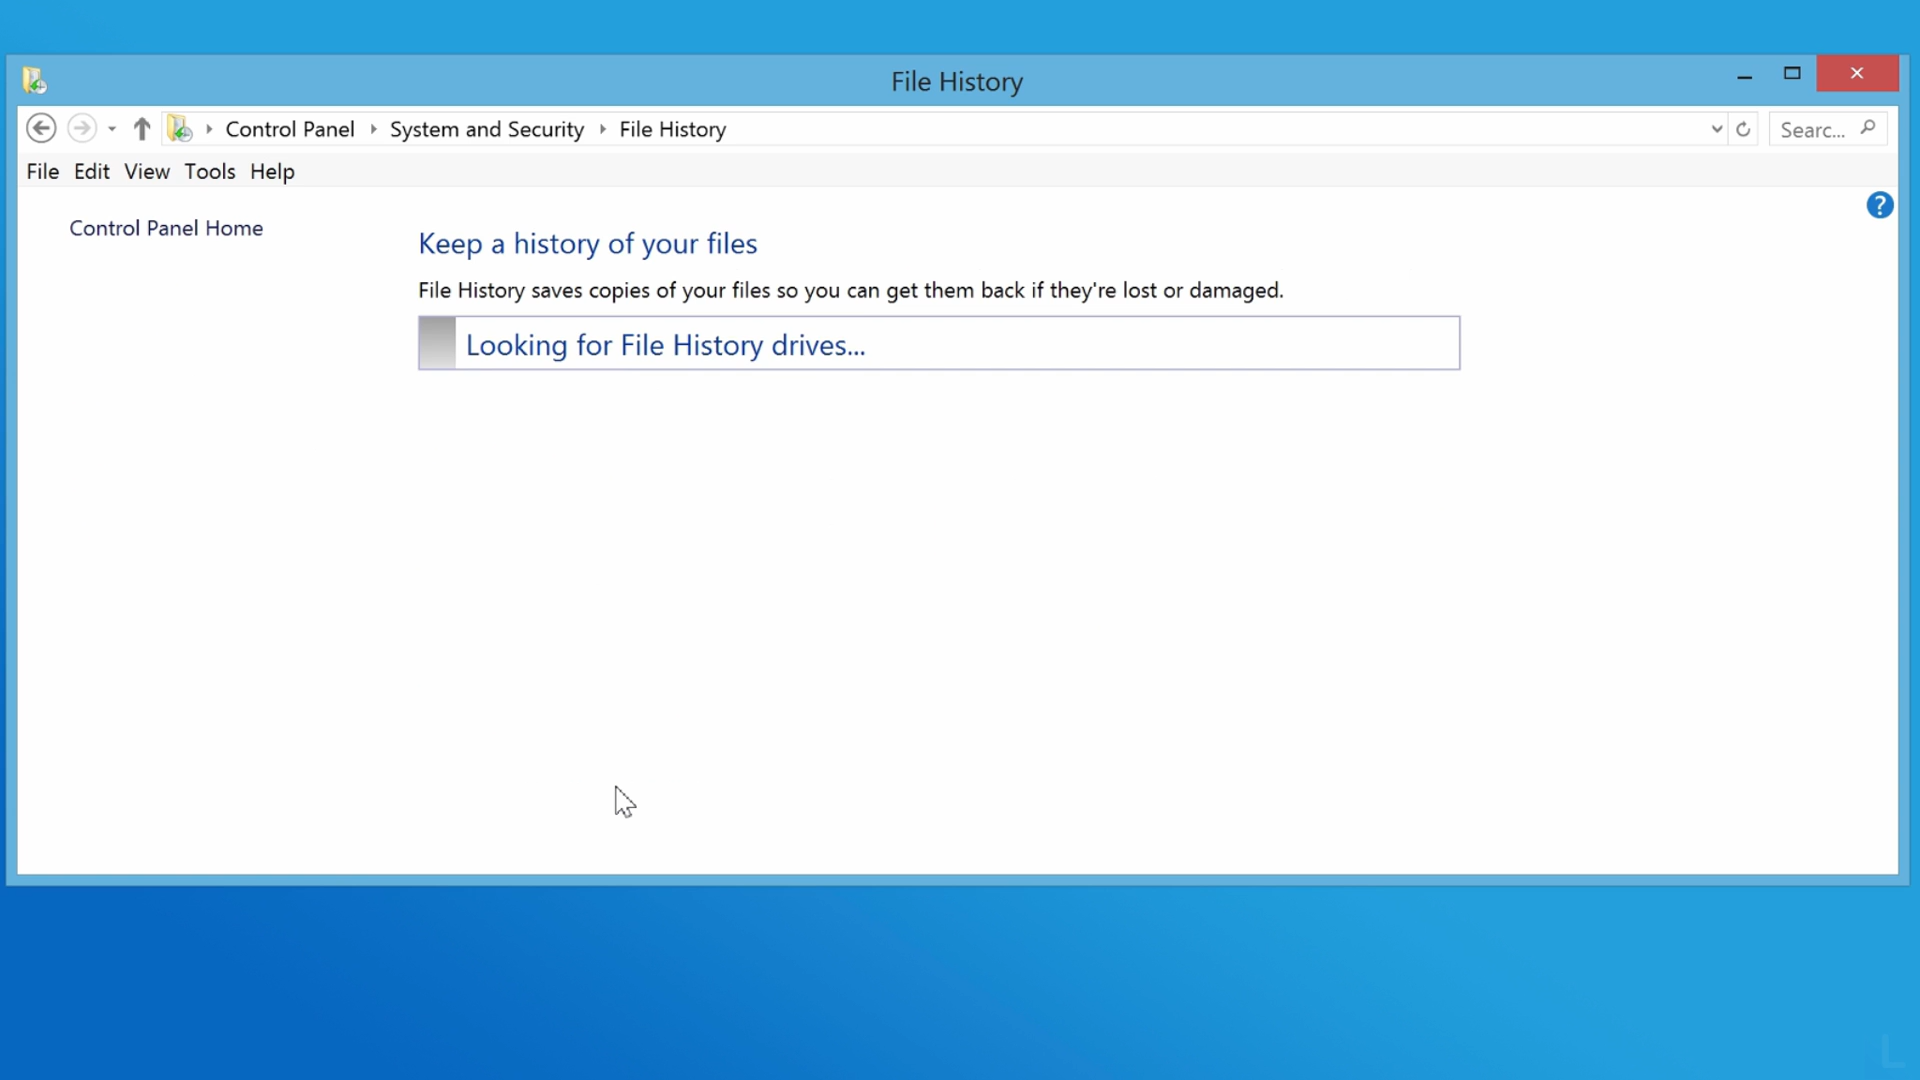 File History
Control Panel System and Security File History
Searc...
File Edit View Tools Help
?
Control Panel Home
Keep a history of your files
File History saves copies of your files so you can get them back if they're lost or damaged.
Looking for File History drives...
L